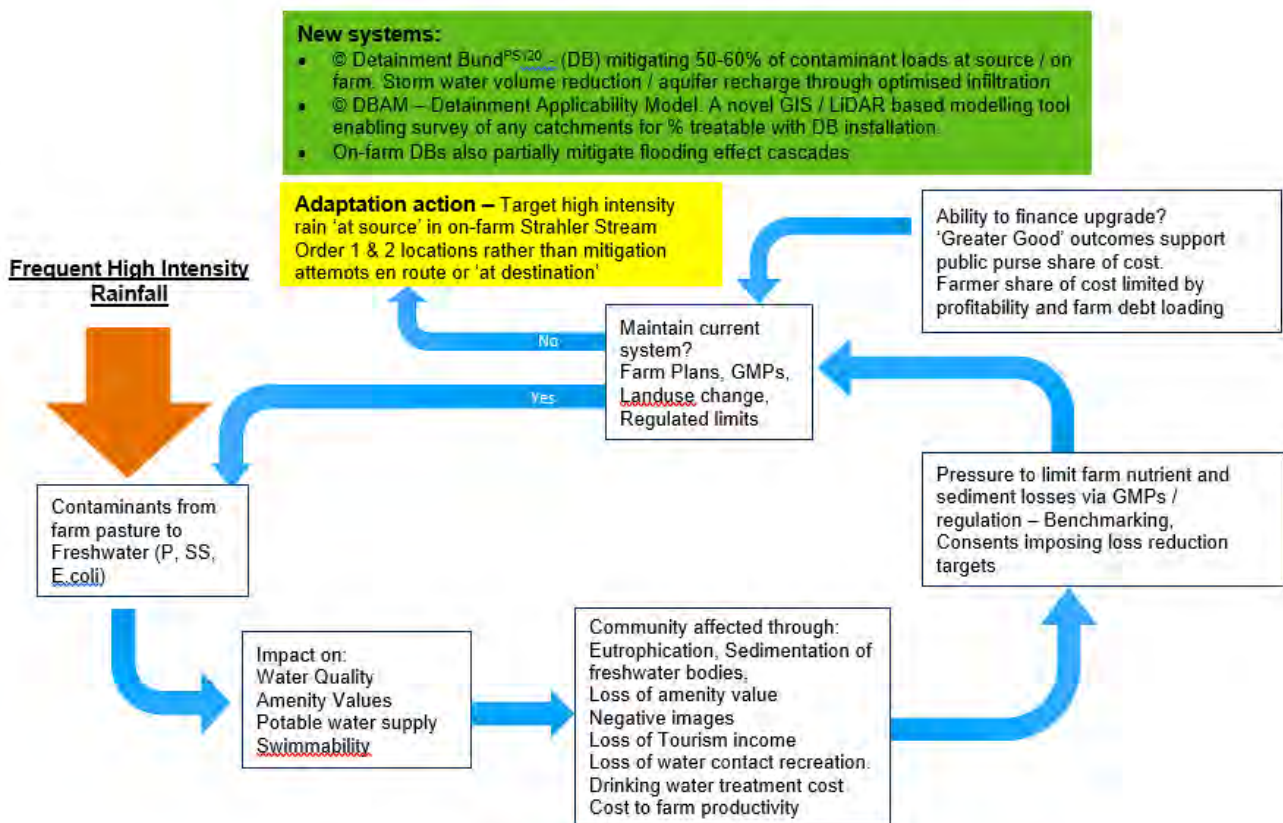 New systems:
• © Detainment Bund^PS120 - (DB) mitigating 50-60% of contaminant loads at source / on
farm. Storm water volume reduction / aquifer recharge through optimised infiltration
• © DBAM – Detainment Applicability Model. A novel GIS / LiDAR based modelling tool
enabling survey of any catchments for % treatable with DB installation.
• On-farm DBs also partially mitigate flooding effect cascades
Adaptation action – Target high intensity
rain ‘at source’ in on-farm Strahler Stream
Order 1 & 2 locations rather than mitigation
attemots en route or ‘at destination’
Ability to finance upgrade?
‘Greater Good’ outcomes support
public purse share of cost.
Farmer share of cost limited by
profitability and farm debt loading
Frequent High Intensity
Rainfall
Maintain current
system?
Farm Plans, GMPs,
Landuse change,
Regulated limits
No
Yes
Contaminants from
farm pasture to
Freshwater (P, SS,
E.coli)
Pressure to limit farm nutrient and
sediment losses via GMPs /
regulation – Benchmarking,
Consents imposing loss reduction
targets
Impact on:
Water Quality
Amenity Values
Potable water supply
Swimmability
Community affected through:
Eutrophication, Sedimentation of
freshwater bodies,
Loss of amenity value
Negative images
Loss of Tourism income
Loss of water contact recreation.
Drinking water treatment cost
Cost to farm productivity